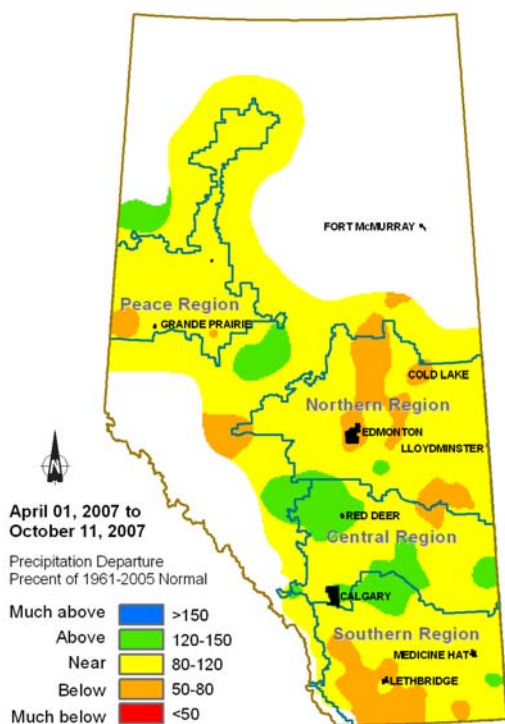 FORT McMURRAY
Peace Region
GRANDE PRAIRIE
COLD LAKE
Northern Region
EDMONTON
LLOYDMINSTER
N
April 01, 2007 to
October 11, 2007
RED DEER
Central Region
Precipitation Departure
Precent of 1961-2005 Normal
CALGARY
Much above >150
Above 120-150
Southern Region
Near 80-120
MEDICINE HAT
Below 50-80
LETHBRIDGE
Much below <50